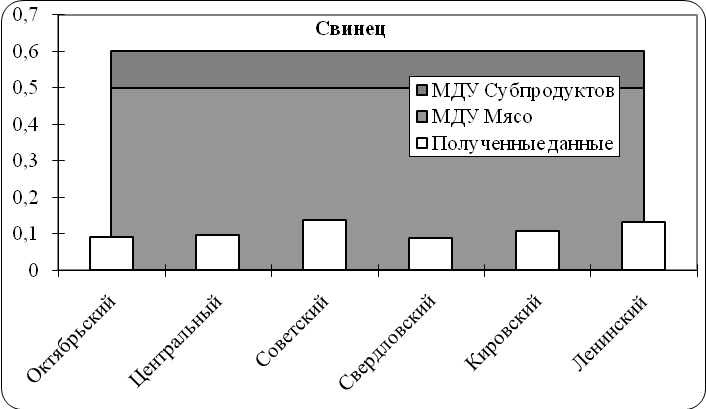 Свинец
0,7
0,6
0,5
0,4
0,3
0,2
0,1
0
МДУ Субпродуктов
МДУ Мясо
Полученные данные
Октябрьский
Центральный
Советский
Свердловский
Кировский
Ленинский